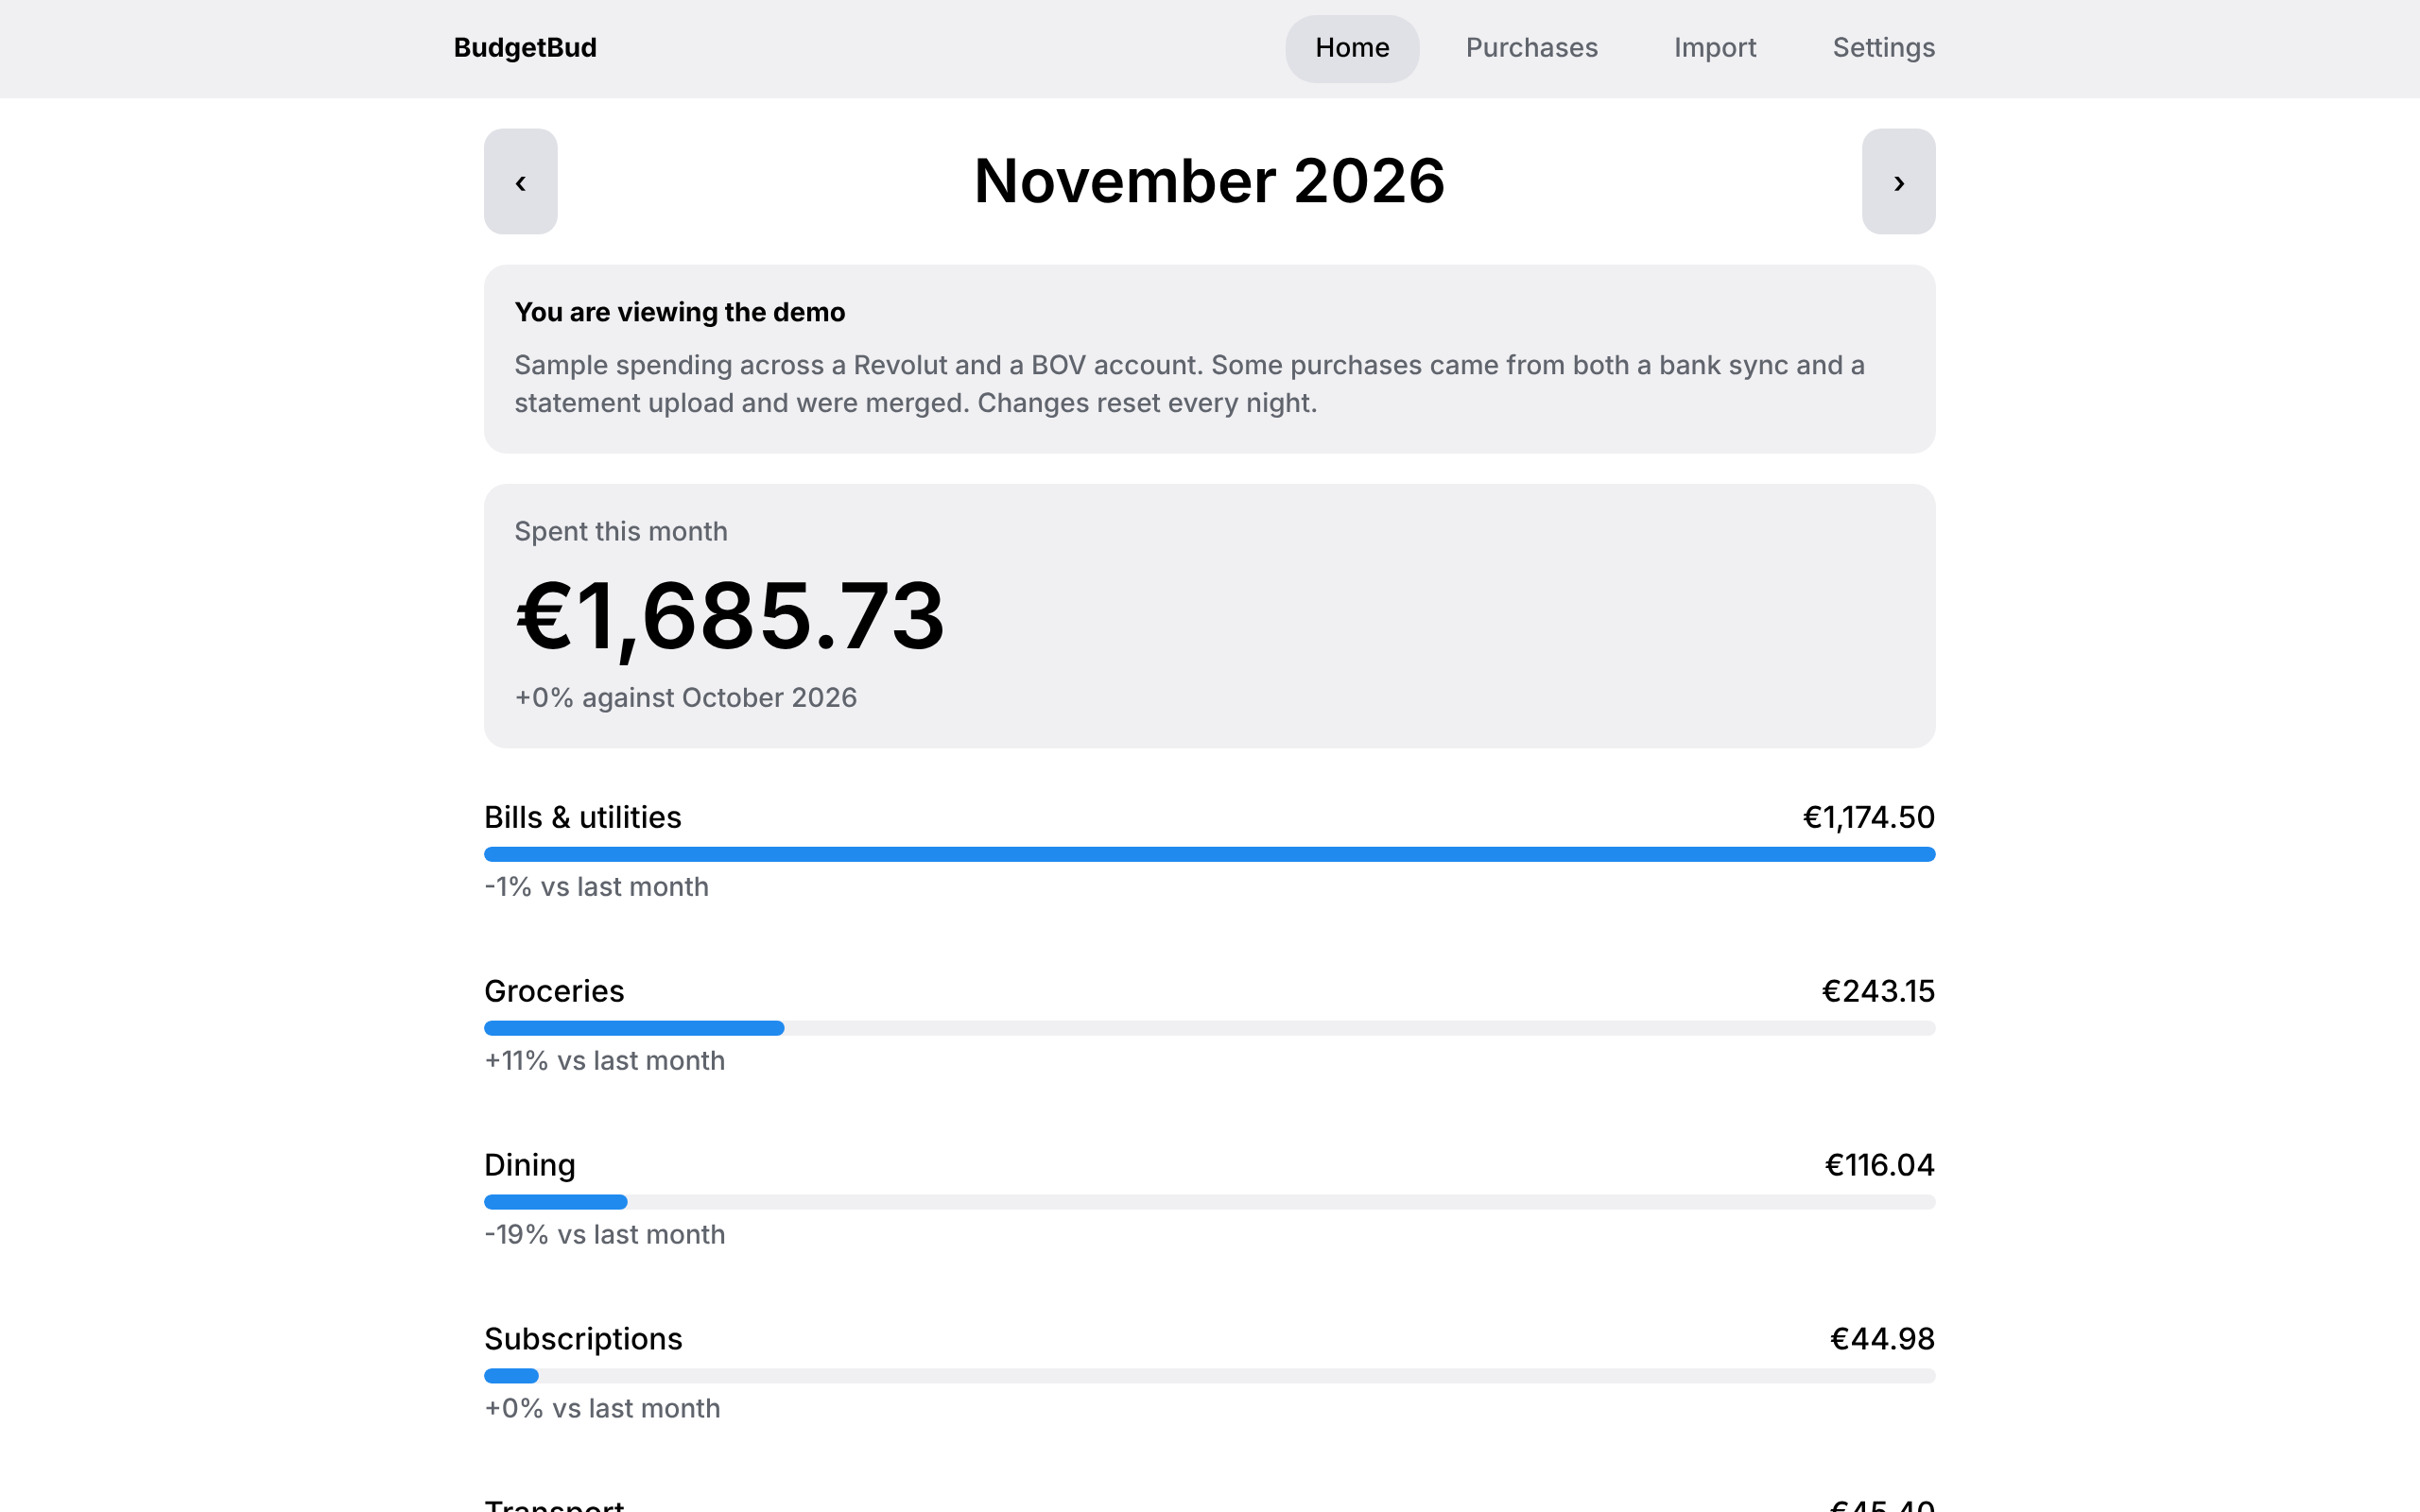 BudgetBud
Home
Purchases
Import
Settings
‹
November 2026
›
You are viewing the demo
Sample spending across a Revolut and a BOV account. Some purchases came from both a bank sync and a
statement upload and were merged. Changes reset every night.
Spent this month
€1,685.73
+0% against October 2026
Bills & utilities
€1,174.50
-1% vs last month
Groceries
€243.15
+11% vs last month
Dining
€116.04
-19% vs last month
Subscriptions
€44.98
+0% vs last month
Transport